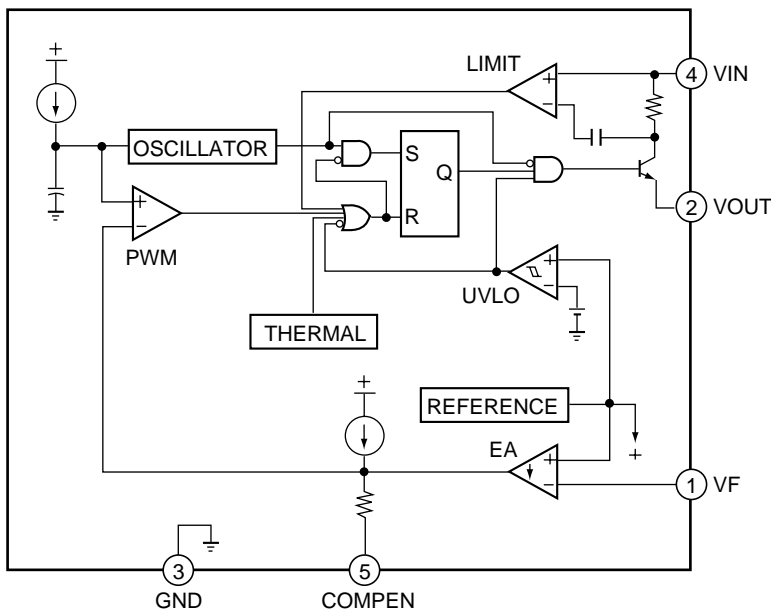 LIMIT
+
−
4 VIN
+
OSCILLATOR
S
Q
R
+
−
PWM
2 VOUT
+
−
UVLO
THERMAL
+
REFERENCE
EA
+
−
+
1 VF
3
GND
5
COMPEN